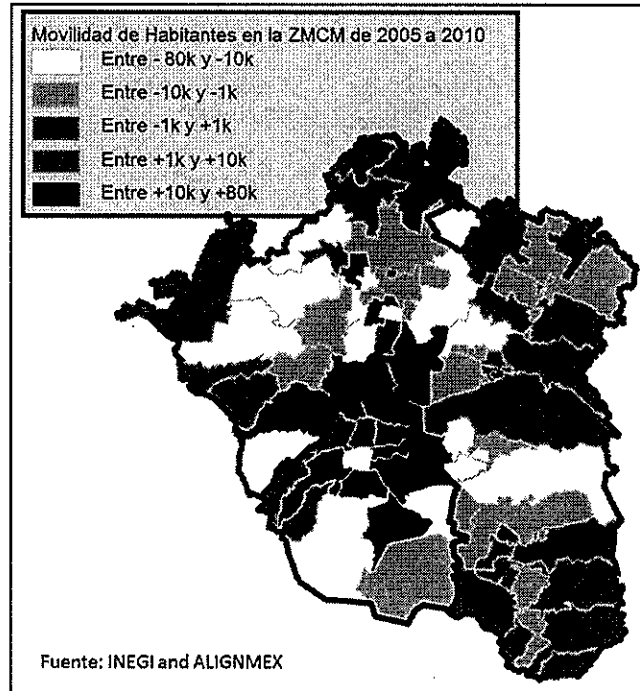 Movilidad de Habitantes en la ZMCM de 2005 a 2010
Entre - 80k y -10k
Entre -10k y -1k
Entre -1k y +1k
Entre +1k y +10k
Entre +10k y +80k
Fuente: INEGI and ALIGNMEX